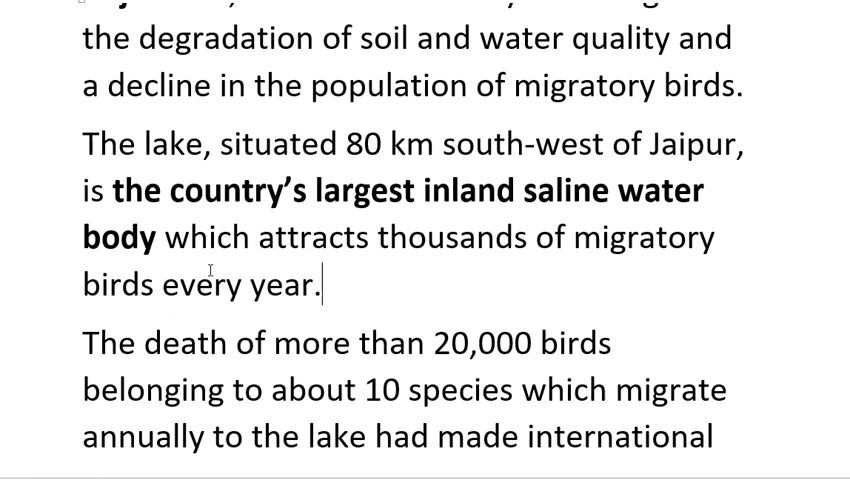 the degradation of soil and water quality and
a decline in the population of migratory birds.
The lake, situated 80 km south-west of Jaipur,
is the country’s largest inland saline water
body which attracts thousands of migratory
birds every year.
The death of more than 20,000 birds
belonging to about 10 species which migrate
annually to the lake had made international